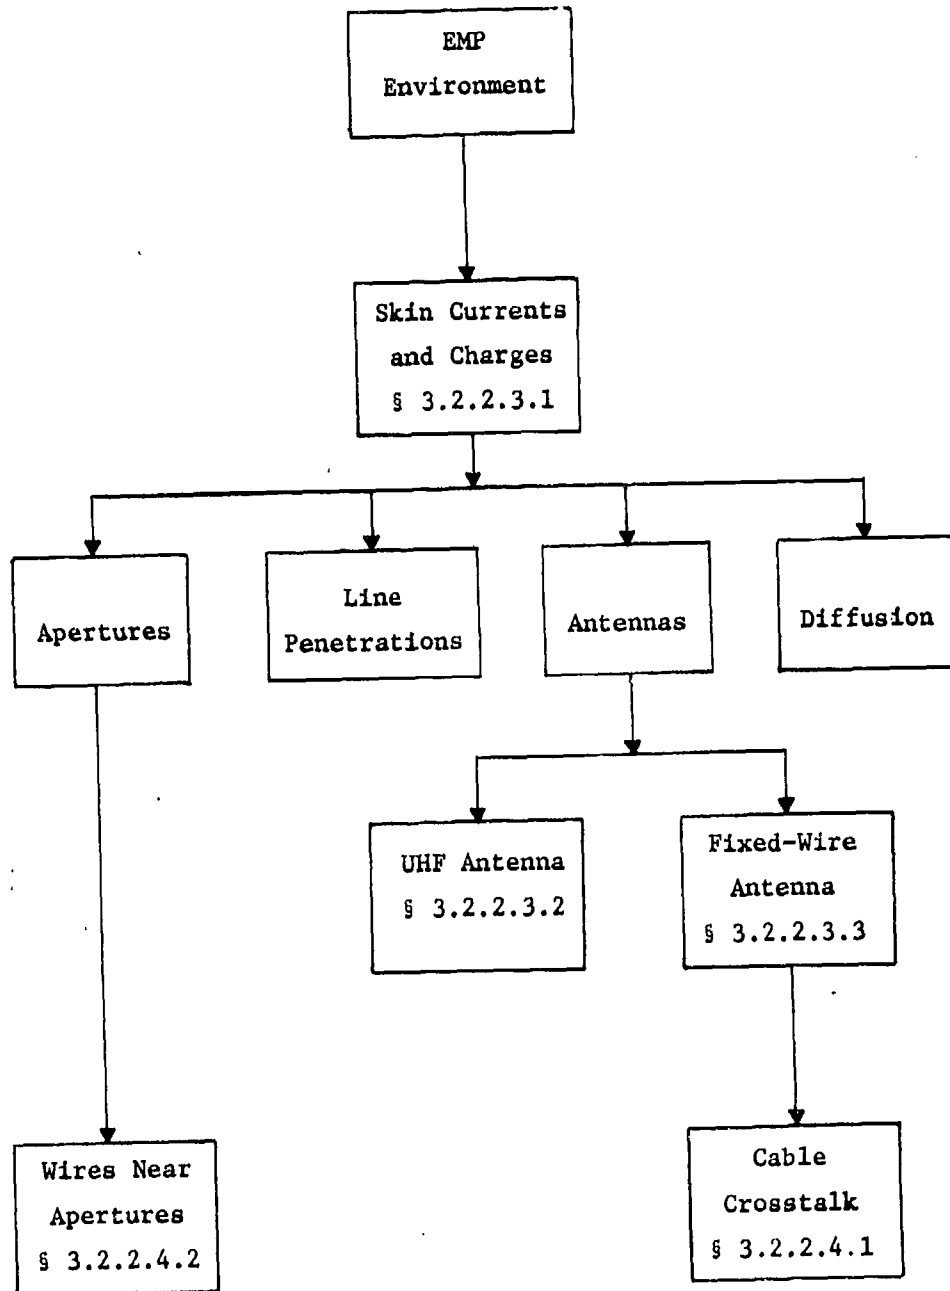 EMP
Environment
Skin Currents
and Charges
§ 3.2.2.3.1
Apertures
Line
Penetrations
Antennas
Diffusion
UHF Antenna
§ 3.2.2.3.2
Fixed-Wire
Antenna
§ 3.2.2.3.3
Wires Near
Apertures
§ 3.2.2.4.2
Cable
Crosstalk
§ 3.2.2.4.1